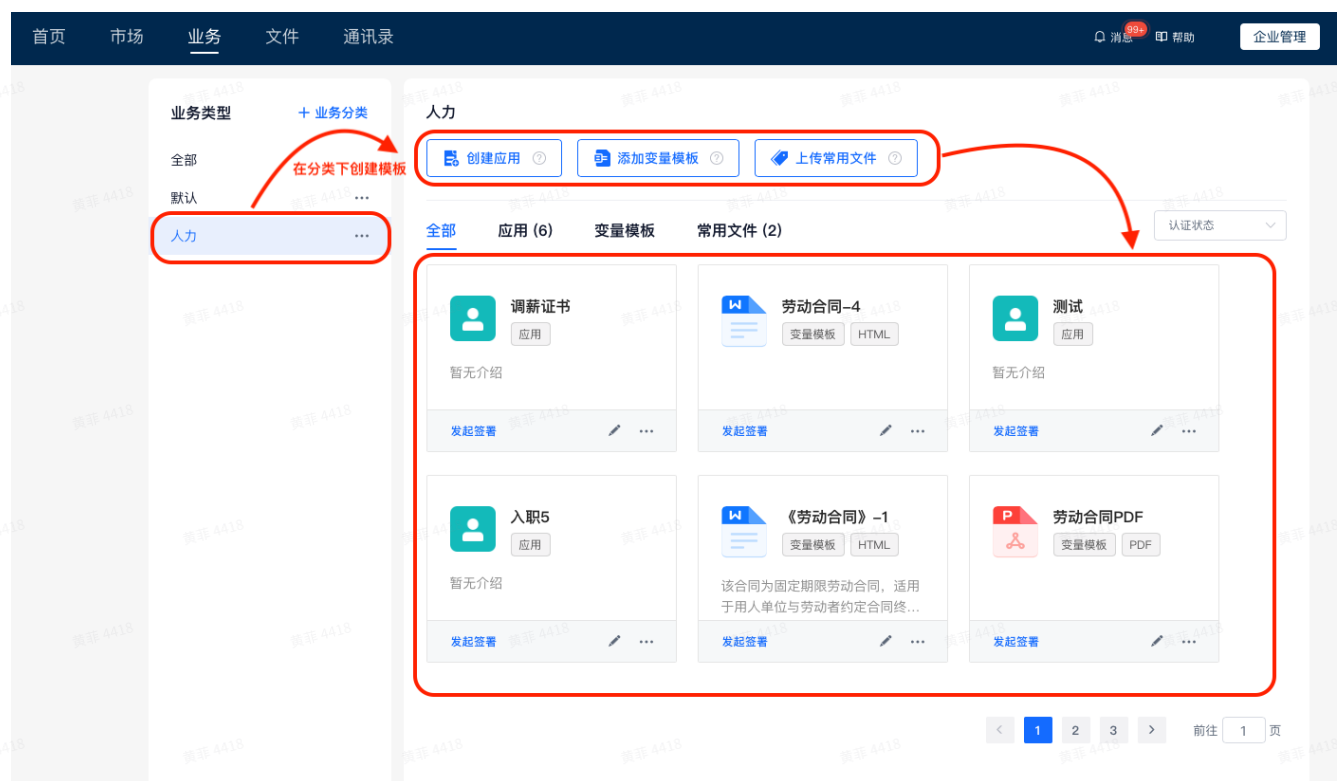 首页 市场 业务 文件 通讯录 消息 99+ 帮助 企业管理
业务类型 + 业务分类
全部
默认
人力
在分类下创建模板
人力
创建应用 添加变量模板 上传常用文件
全部 应用 (6) 变量模板 常用文件 (2) 认证状态
调薪证书
应用
暂无介绍
发起签署
劳动合同-4
变量模板 HTML
发起签署
测试
应用
暂无介绍
发起签署
入职5
应用
暂无介绍
发起签署
《劳动合同》-1
变量模板 HTML
该合同为固定期限劳动合同，适用
于用人单位与劳动者约定合同终...
发起签署
劳动合同PDF
变量模板 PDF
发起签署
1 2 3 前往 1 页
黄菲 4418